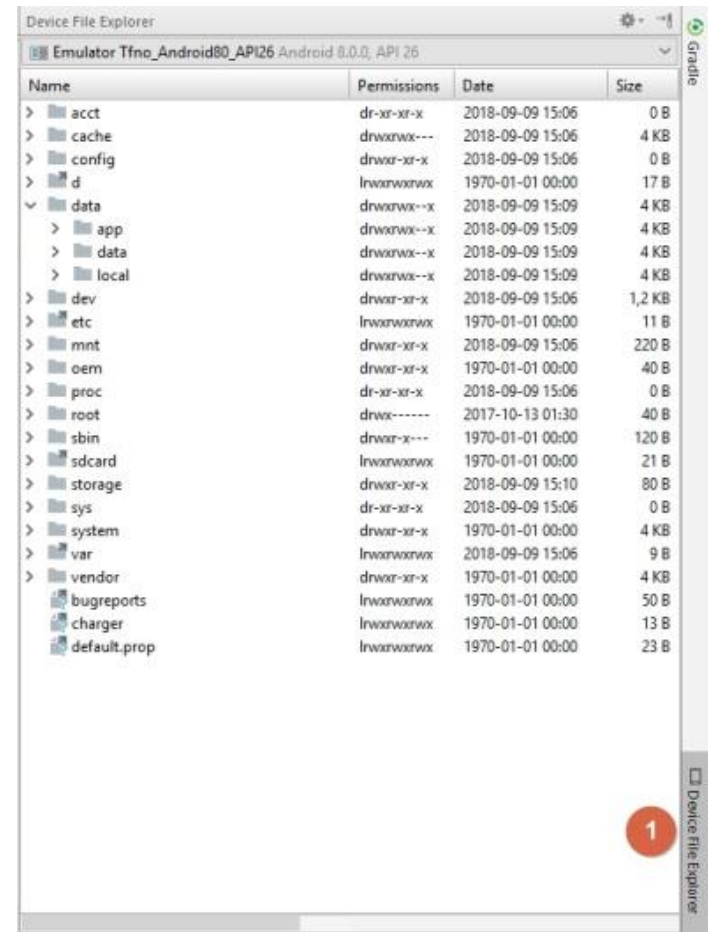 Device File Explorer
Emulator Tfno_Android80_API26 Android 8.0.0, API 26
Name Permissions Date Size
acct dr-xr-xr-x 2018-09-09 15:06 0 B
cache drwxrwx--- 2018-09-09 15:06 4 KB
config drwxr-xr-x 2018-09-09 15:06 0 B
d lrwxrwxrwx 1970-01-01 00:00 17 B
data drwxrwx--x 2018-09-09 15:09 4 KB
app drwxrwx--x 2018-09-09 15:09 4 KB
data drwxrwx--x 2018-09-09 15:09 4 KB
local drwxrwx--x 2018-09-09 15:09 4 KB
dev drwxr-xr-x 2018-09-09 15:06 1,2 KB
etc lrwxrwxrwx 1970-01-01 00:00 11 B
mnt drwxr-xr-x 2018-09-09 15:06 220 B
oem drwxr-xr-x 1970-01-01 00:00 40 B
proc dr-xr-xr-x 2018-09-09 15:06 0 B
root drwx------ 2017-10-13 01:30 40 B
sbin drwxr-x--- 1970-01-01 00:00 120 B
sdcard lrwxrwxrwx 1970-01-01 00:00 21 B
storage drwxr-xr-x 2018-09-09 15:10 80 B
sys dr-xr-xr-x 2018-09-09 15:06 0 B
system drwxr-xr-x 1970-01-01 00:00 4 KB
var lrwxrwxrwx 2018-09-09 15:06 9 B
vendor drwxr-xr-x 1970-01-01 00:00 4 KB
bugreports lrwxrwxrwx 1970-01-01 00:00 50 B
charger lrwxrwxrwx 1970-01-01 00:00 13 B
default.prop lrwxrwxrwx 1970-01-01 00:00 23 B
Gradle
1
Device File Explorer